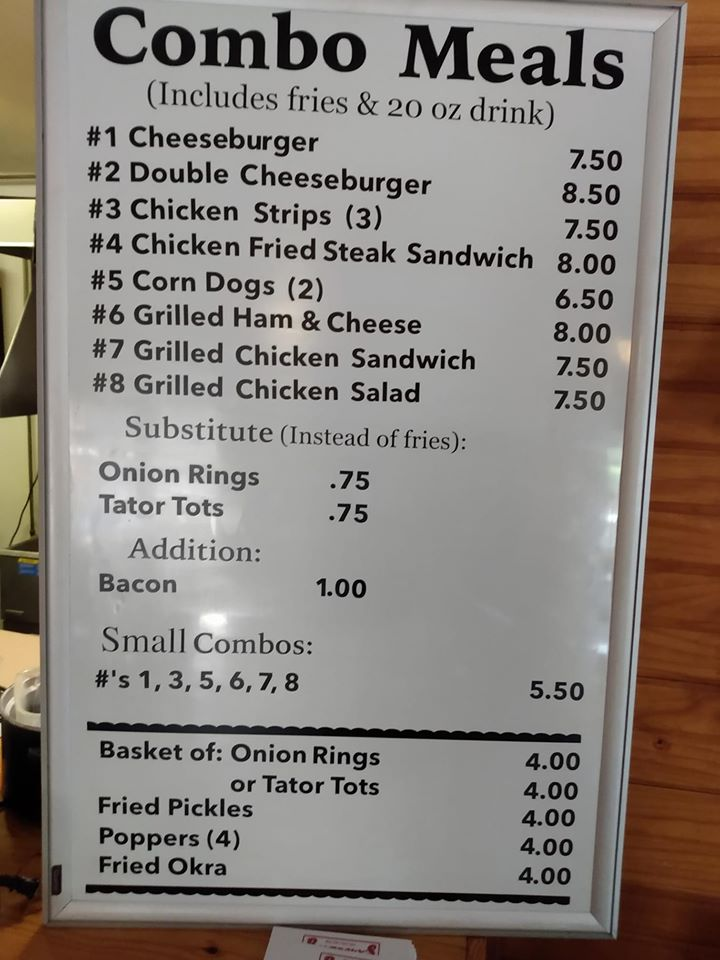 Combo Meals
(Includes fries & 20 oz drink)
#1 Cheeseburger 7.50
#2 Double Cheeseburger 8.50
#3 Chicken Strips (3) 7.50
#4 Chicken Fried Steak Sandwich 8.00
#5 Corn Dogs (2) 6.50
#6 Grilled Ham & Cheese 8.00
#7 Grilled Chicken Sandwich 7.50
#8 Grilled Chicken Salad 7.50
Substitute (Instead of fries):
Onion Rings .75
Tator Tots .75
Addition:
Bacon 1.00
Small Combos:
#'s 1, 3, 5, 6, 7, 8 5.50
Basket of: Onion Rings 4.00
or Tator Tots 4.00
Fried Pickles 4.00
Poppers (4) 4.00
Fried Okra 4.00